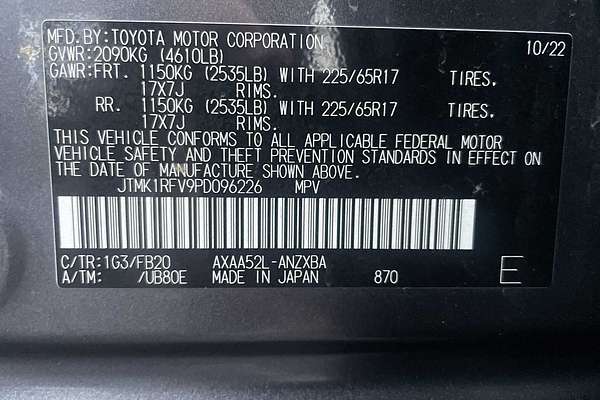 MFD.BY:TOYOTA MOTOR CORPORATION 10/22
GVWR:2090KG (4610LB)
GAWR:FRT. 1150KG (2535LB) WITH 225/65R17 TIRES.
17X7J RIMS.
RR. 1150KG (2535LB) WITH 225/65R17 TIRES.
17X7J RIMS.
THIS VEHICLE CONFORMS TO ALL APPLICABLE FEDERAL MOTOR
VEHICLE SAFETY AND THEFT PREVENTION STANDARDS IN EFFECT ON
THE DATE OF MANUFACTURE SHOWN ABOVE.
JTMK1RFV9PD096226 MPV
C/TR:1G3/FB20 AXAA52L-ANZXBA
A/TM: /UB80E MADE IN JAPAN 870 E